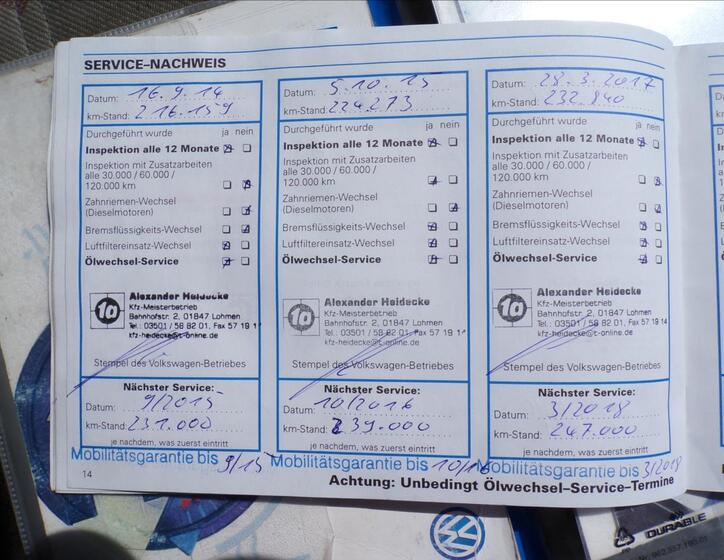 SERVICE–NACHWEIS
Datum: 16.9.14
km-Stand: 216.159
Durchgeführt wurde ja nein
Inspektion alle 12 Monate
Inspektion mit Zusatzarbeiten
alle 30.000 / 60.000 /
120.000 km
Zahnriemen-Wechsel
(Dieselmotoren)
Bremsflüssigkeits-Wechsel
Luftfiltereinsatz-Wechsel
Ölwechsel-Service
10
Alexander Heidecke
Kfz-Meisterbetrieb
Bahnhofstr. 2, 01847 Lohmen
Tel.: 03501 / 58 82 01, Fax 57 19 1
kfz-heidecke@t-online.de
Stempel des Volkswagen-Betriebes
Nächster Service:
Datum: 9/2015
km-Stand: 231.000
je nachdem, was zuerst eintritt
Mobilitätsgarantie bis 9/15
14
Datum: 5.10.15
km-Stand: 224.273
Durchgeführt wurde ja nein
Inspektion alle 12 Monate
Inspektion mit Zusatzarbeiten
alle 30.000 / 60.000 /
120.000 km
Zahnriemen-Wechsel
(Dieselmotoren)
Bremsflüssigkeits-Wechsel
Luftfiltereinsatz-Wechsel
Ölwechsel-Service
10
Alexander Heidecke
Kfz-Meisterbetrieb
Bahnhofstr. 2, 01847 Lohmen
Tel.: 03501 / 58 82 01, Fax 57 19 1
kfz-heidecke@t-online.de
Stempel des Volkswagen-Betriebes
Nächster Service:
Datum: 10/2016
km-Stand: 239.000
je nachdem, was zuerst eintritt
Mobilitätsgarantie bis 10/16
Datum: 28.3.2017
km-Stand: 232.840
Durchgeführt wurde ja nein
Inspektion alle 12 Monate
Inspektion mit Zusatzarbeiten
alle 30.000 / 60.000 /
120.000 km
Zahnriemen-Wechsel
(Dieselmotoren)
Bremsflüssigkeits-Wechsel
Luftfiltereinsatz-Wechsel
Ölwechsel-Service
10
Alexander Heidecke
Kfz-Meisterbetrieb
Bahnhofstr. 2, 01847 Lohmen
Tel.: 03501 / 58 82 01, Fax 57 19 14
kfz-heidecke@t-online.de
Stempel des Volkswagen-Betriebes
Nächster Service:
Datum: 3/2018
km-Stand: 247.000
je nachdem, was zuerst eintritt
Mobilitätsgarantie bis 3/2018
Achtung: Unbedingt Ölwechsel–Service–Termine
DURABLE